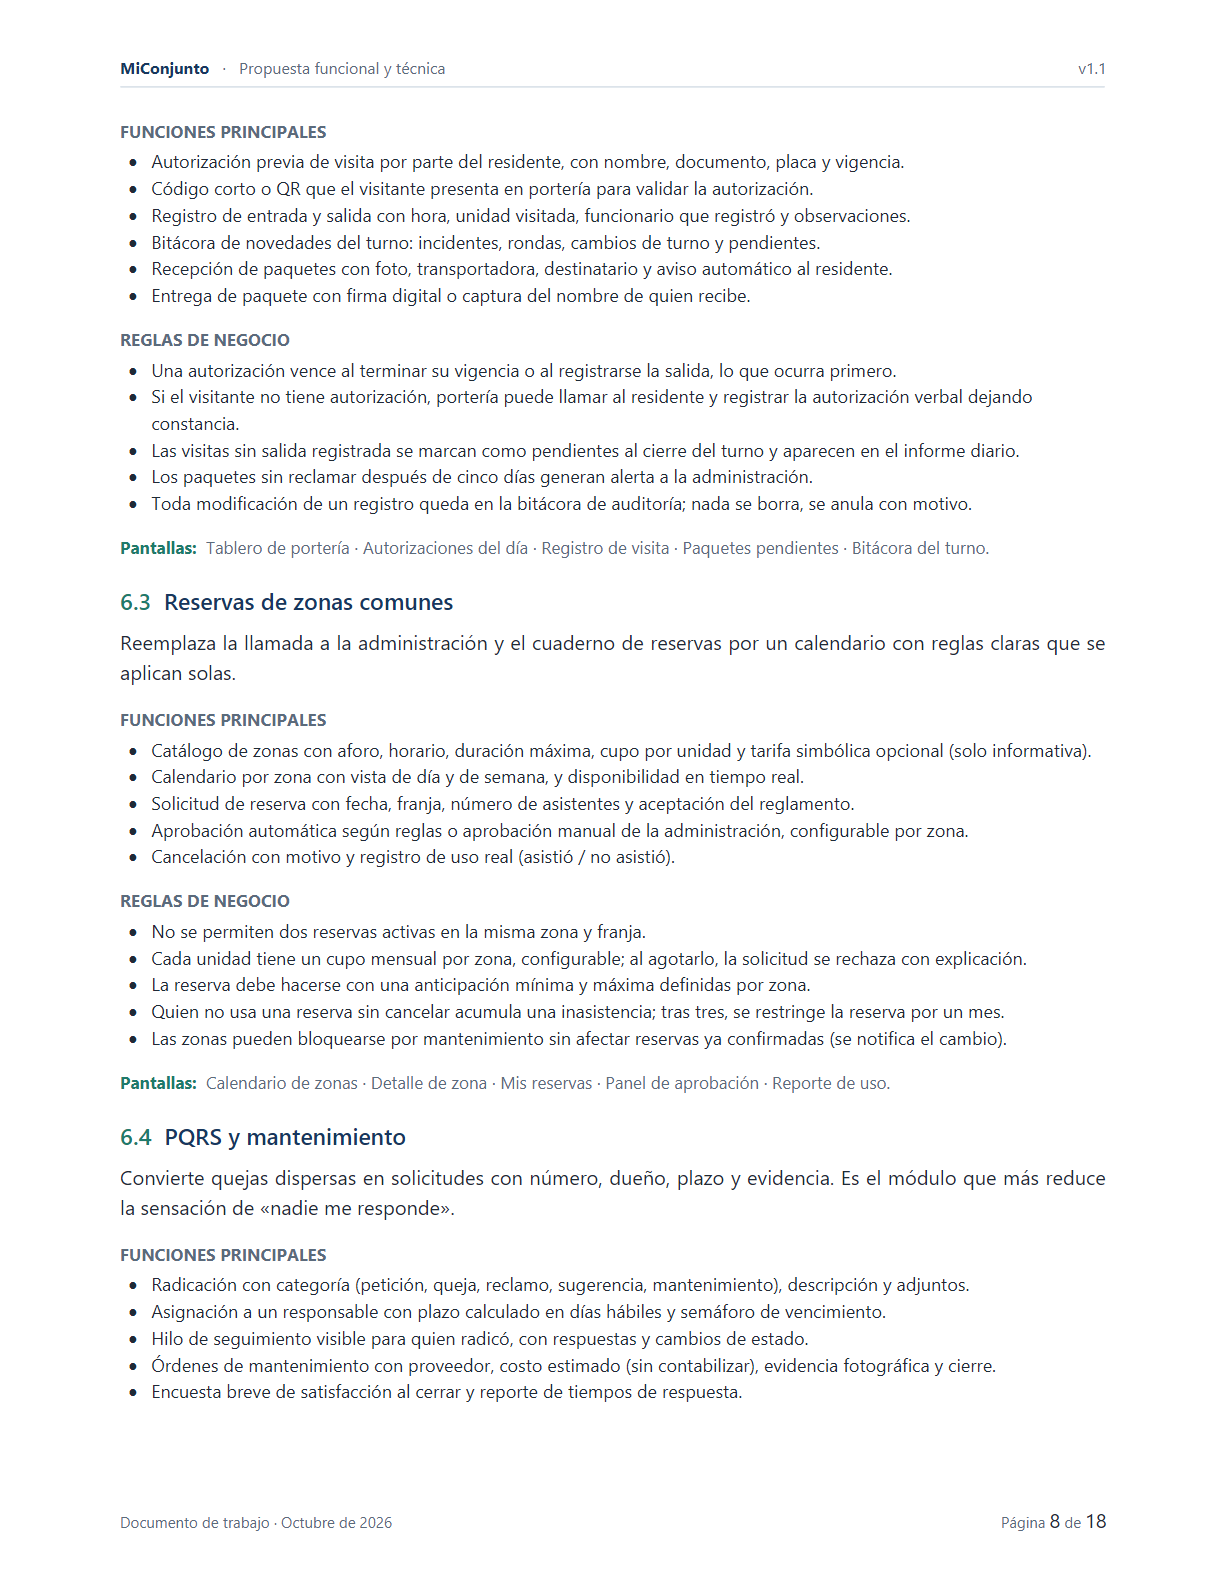 MiConjunto · Propuesta funcional y técnica v1.1
FUNCIONES PRINCIPALES
• Autorización previa de visita por parte del residente, con nombre, documento, placa y vigencia.
• Código corto o QR que el visitante presenta en portería para validar la autorización.
• Registro de entrada y salida con hora, unidad visitada, funcionario que registró y observaciones.
• Bitácora de novedades del turno: incidentes, rondas, cambios de turno y pendientes.
• Recepción de paquetes con foto, transportadora, destinatario y aviso automático al residente.
• Entrega de paquete con firma digital o captura del nombre de quien recibe.
REGLAS DE NEGOCIO
• Una autorización vence al terminar su vigencia o al registrarse la salida, lo que ocurra primero.
• Si el visitante no tiene autorización, portería puede llamar al residente y registrar la autorización verbal dejando
constancia.
• Las visitas sin salida registrada se marcan como pendientes al cierre del turno y aparecen en el informe diario.
• Los paquetes sin reclamar después de cinco días generan alerta a la administración.
• Toda modificación de un registro queda en la bitácora de auditoría; nada se borra, se anula con motivo.
Pantallas: Tablero de portería · Autorizaciones del día · Registro de visita · Paquetes pendientes · Bitácora del turno.
6.3 Reservas de zonas comunes
Reemplaza la llamada a la administración y el cuaderno de reservas por un calendario con reglas claras que se
aplican solas.
FUNCIONES PRINCIPALES
• Catálogo de zonas con aforo, horario, duración máxima, cupo por unidad y tarifa simbólica opcional (solo informativa).
• Calendario por zona con vista de día y de semana, y disponibilidad en tiempo real.
• Solicitud de reserva con fecha, franja, número de asistentes y aceptación del reglamento.
• Aprobación automática según reglas o aprobación manual de la administración, configurable por zona.
• Cancelación con motivo y registro de uso real (asistió / no asistió).
REGLAS DE NEGOCIO
• No se permiten dos reservas activas en la misma zona y franja.
• Cada unidad tiene un cupo mensual por zona, configurable; al agotarlo, la solicitud se rechaza con explicación.
• La reserva debe hacerse con una anticipación mínima y máxima definidas por zona.
• Quien no usa una reserva sin cancelar acumula una inasistencia; tras tres, se restringe la reserva por un mes.
• Las zonas pueden bloquearse por mantenimiento sin afectar reservas ya confirmadas (se notifica el cambio).
Pantallas: Calendario de zonas · Detalle de zona · Mis reservas · Panel de aprobación · Reporte de uso.
6.4 PQRS y mantenimiento
Convierte quejas dispersas en solicitudes con número, dueño, plazo y evidencia. Es el módulo que más reduce
la sensación de «nadie me responde».
FUNCIONES PRINCIPALES
• Radicación con categoría (petición, queja, reclamo, sugerencia, mantenimiento), descripción y adjuntos.
• Asignación a un responsable con plazo calculado en días hábiles y semáforo de vencimiento.
• Hilo de seguimiento visible para quien radicó, con respuestas y cambios de estado.
• Órdenes de mantenimiento con proveedor, costo estimado (sin contabilizar), evidencia fotográfica y cierre.
• Encuesta breve de satisfacción al cerrar y reporte de tiempos de respuesta.
Documento de trabajo · Octubre de 2026 Página 8 de 18